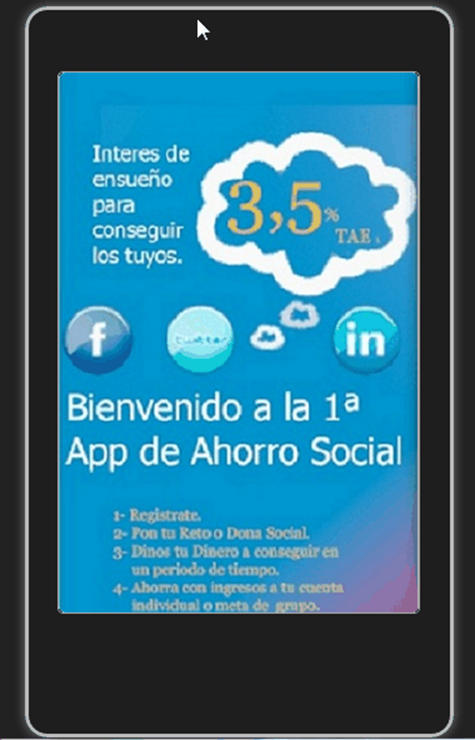 Interes de
ensueño
para
conseguir
los tuyos.
3,5%
TAE.
f
twitter
in
Bienvenido a la 1ª
App de Ahorro Social
1- Registrate.
2- Pon tu Reto o Dona Social.
3- Dinos tu Dinero a conseguir en
un periodo de tiempo.
4- Ahorra con ingresos a tu cuenta
individual o meta de grupo.